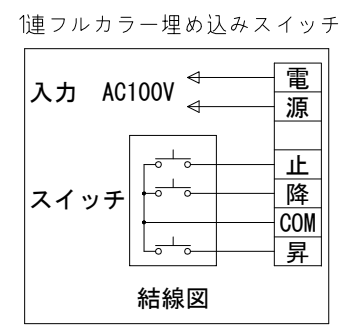 1連フルカラー埋め込みスイッチ
入力 AC100V
電
源
止
スイッチ
降
COM
昇
結線図